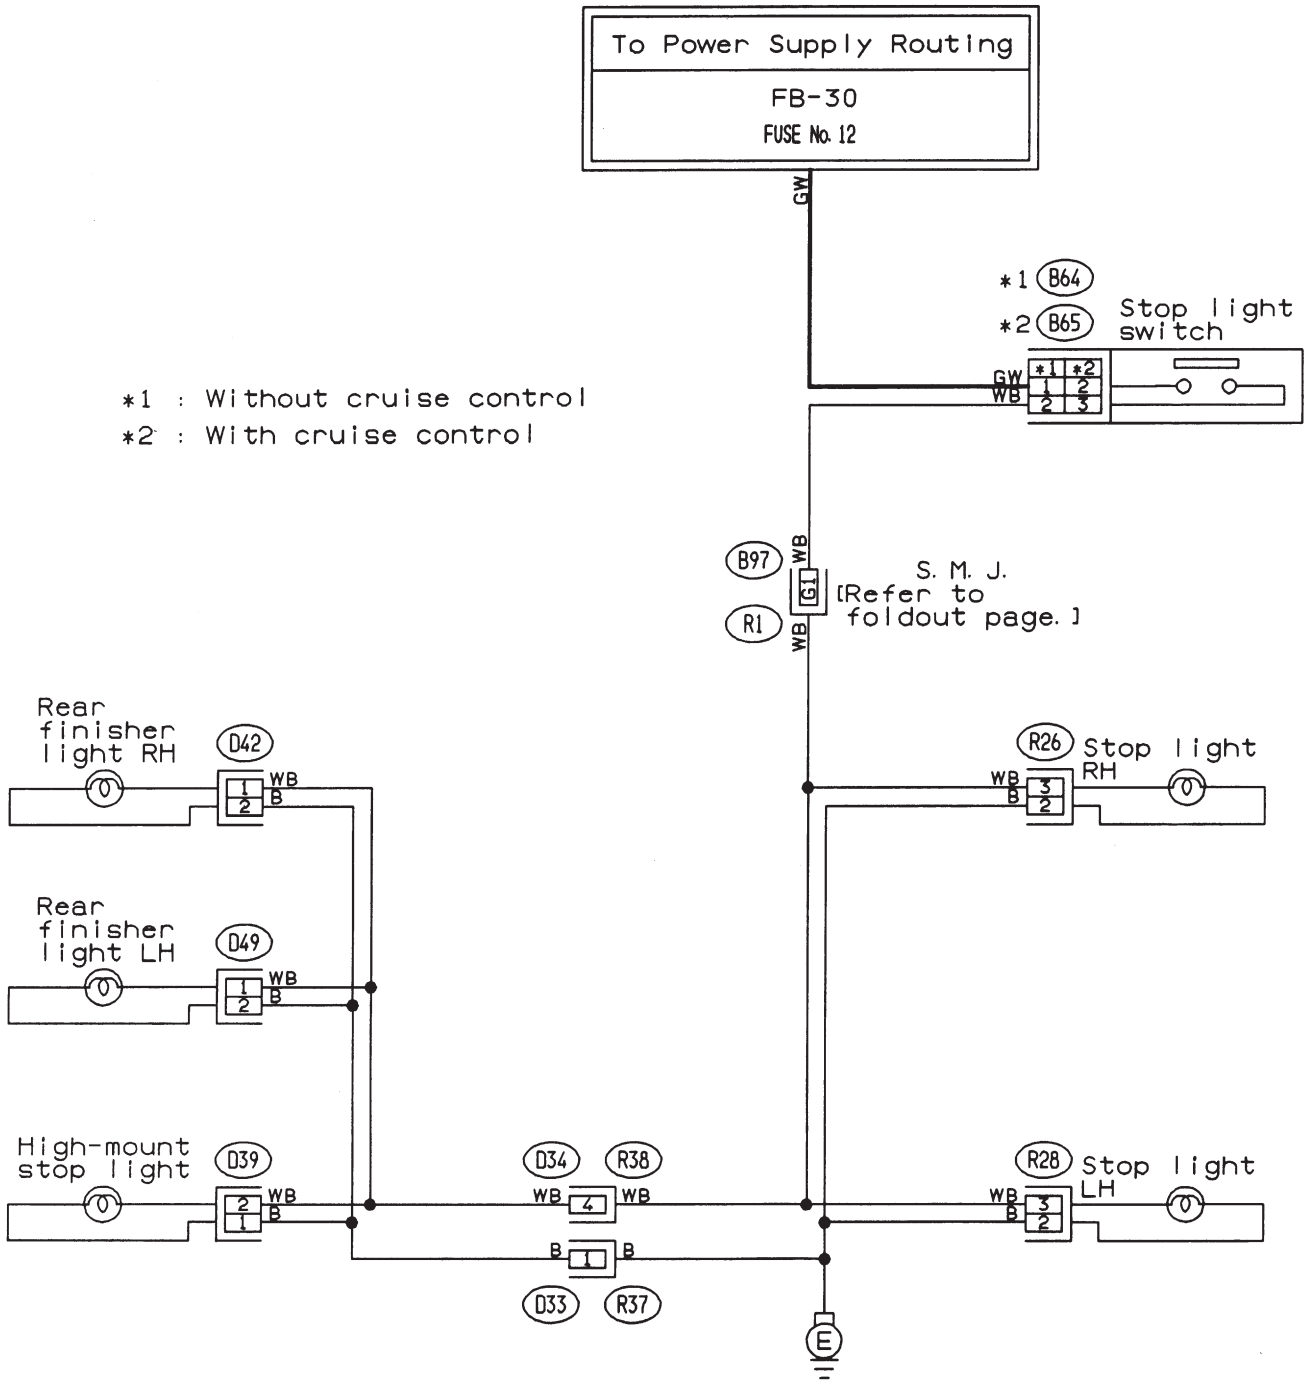 To Power Supply Routing
FB-30
FUSE No. 12
GW
*1 B64
*2 B65
Stop light
switch
*1 *2
GW 1 2
WB 2 3
*1 : Without cruise control
*2 : With cruise control
WB
B97
G1
R1
WB
S. M. J.
[Refer to
foldout page. ]
Rear
finisher
light RH
D42
1 WB
2 B
R26
Stop light
RH
WB 3
B 2
Rear
finisher
light LH
D49
1 WB
2 B
High-mount
stop light
D39
2 WB
1 B
D34 R38
WB 4 WB
B 1 B
D33 R37
R28
Stop light
LH
WB 3
B 2
E